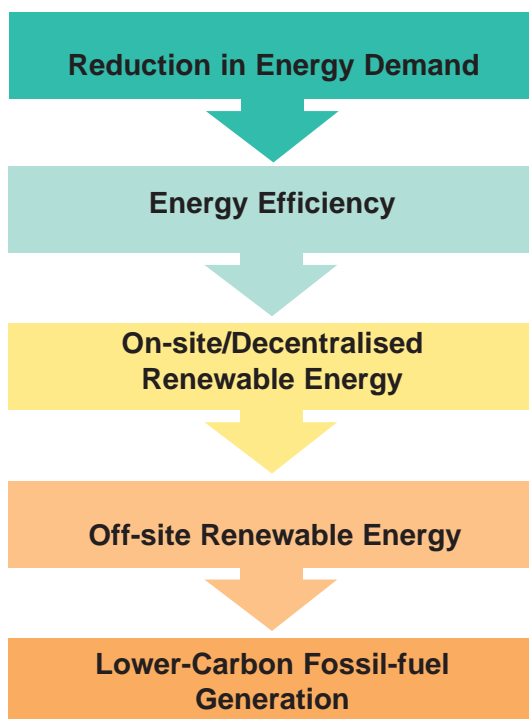 Reduction in Energy Demand
Energy Efficiency
On-site/Decentralised
Renewable Energy
Off-site Renewable Energy
Lower-Carbon Fossil-fuel
Generation